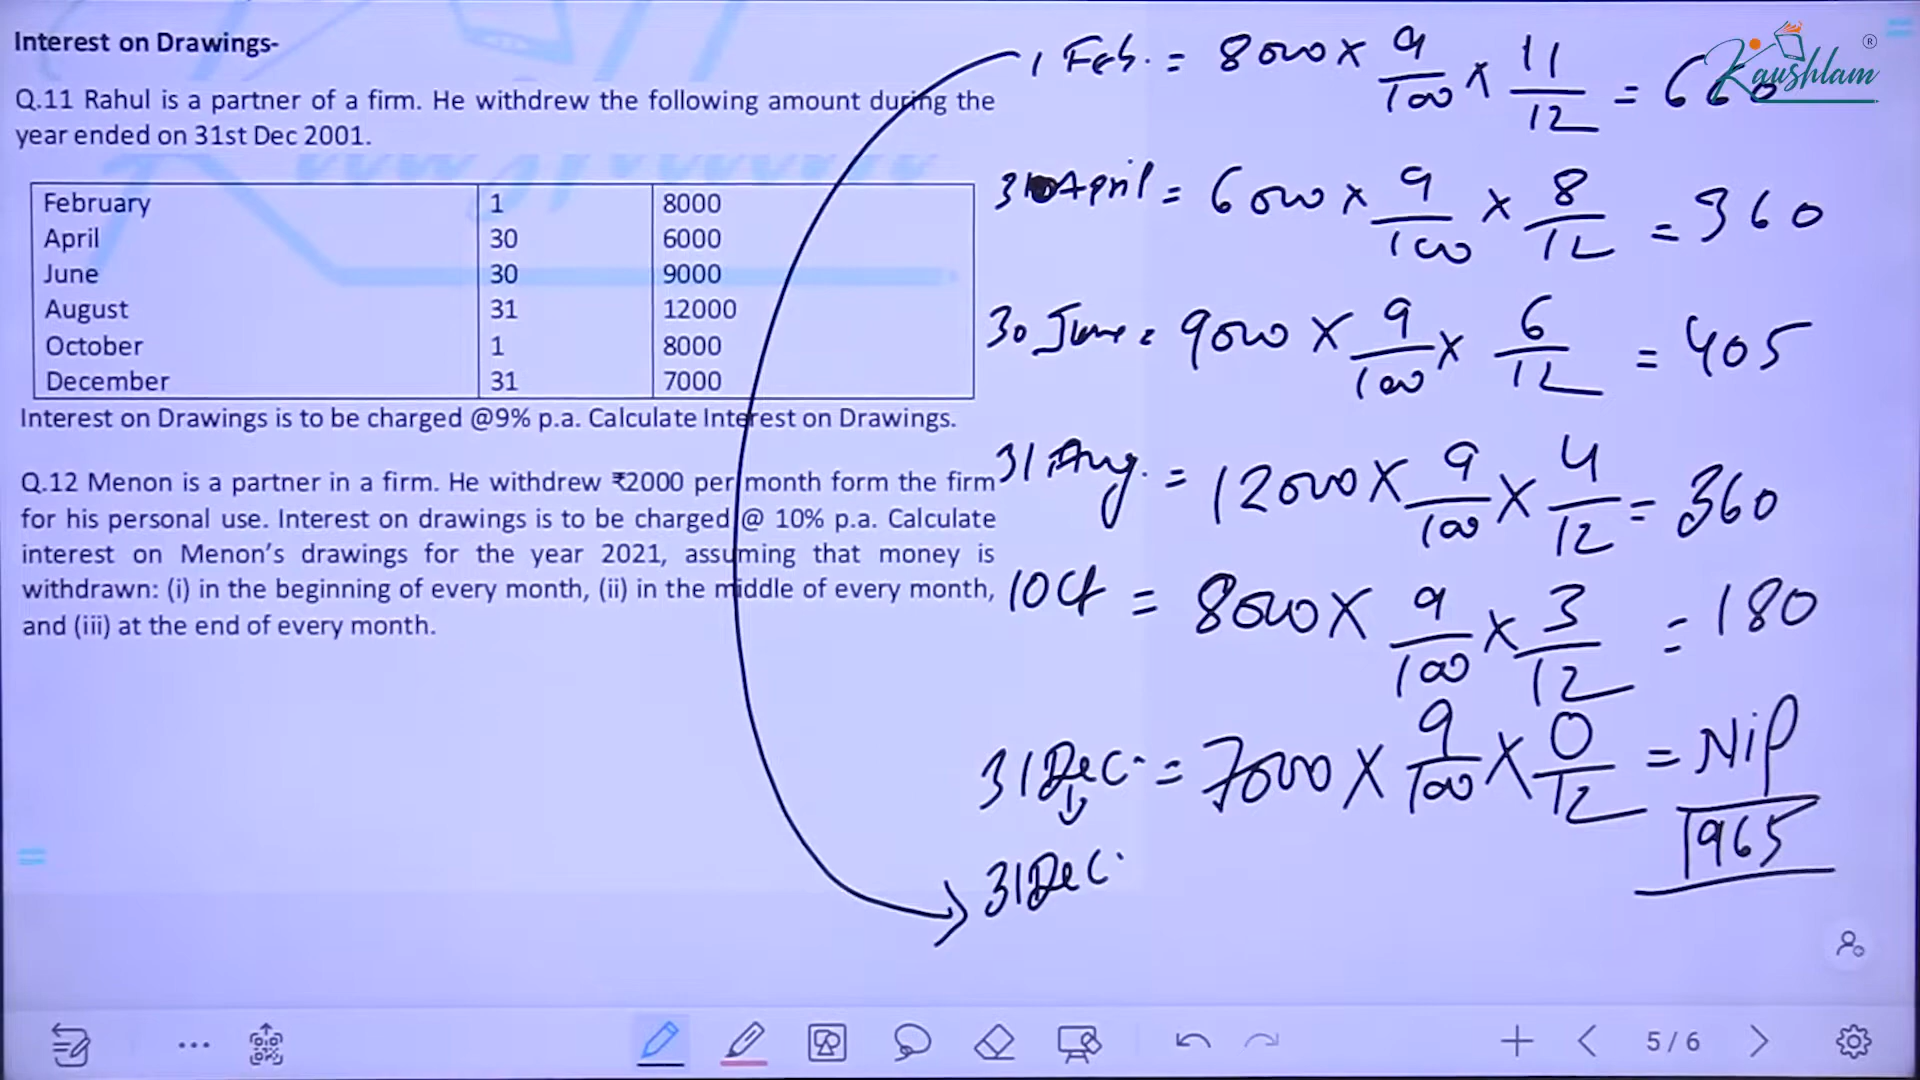 Interest on Drawings-
Q.11 Rahul is a partner of a firm. He withdrew the following amount during the
year ended on 31st Dec 2001.
February 1 8000
April 30 6000
June 30 9000
August 31 12000
October 1 8000
December 31 7000
Interest on Drawings is to be charged @9% p.a. Calculate Interest on Drawings.
Q.12 Menon is a partner in a firm. He withdrew ₹2000 per month form the firm
for his personal use. Interest on drawings is to be charged @ 10% p.a. Calculate
interest on Menon's drawings for the year 2021, assuming that money is
withdrawn: (i) in the beginning of every month, (ii) in the middle of every month,
and (iii) at the end of every month.
1 Feb. = 8000 × 9/100 × 11/12 = 660
Kaushlam ®
30 April = 6000 × 9/100 × 8/12 = 360
30 June = 9000 × 9/100 × 6/12 = 405
31 Aug. = 12000 × 9/100 × 4/12 = 360
1 Oct = 8000 × 9/100 × 3/12 = 180
31 Dec. = 7000 × 9/100 × 0/12 = Nil
1965
31 Dec.
5 / 6